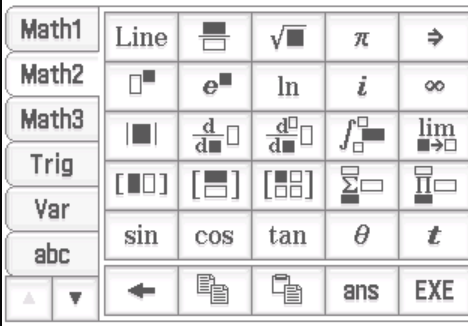 Math1 Line ▭/■ √■ π ⇒
Math2 □^■ e^■ ln i ∞
Math3 |■| d/d■ □ d^□/d■^□ □ ∫_□^□ ■ lim ■→□
Trig [■□] [■/□] [■□/□□] Σ□ Π□
Var sin cos tan θ t
abc
▲ ▼ ← ans EXE